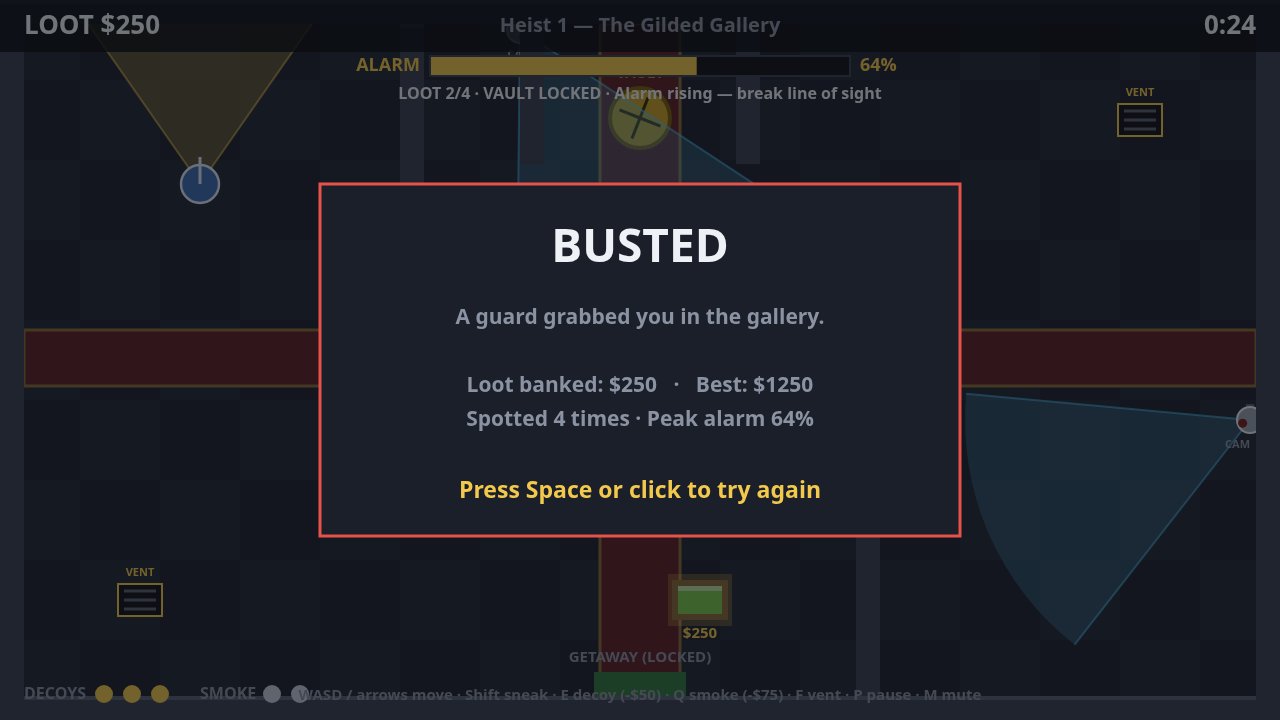 LOOT $250
Heist 1 — The Gilded Gallery
0:24
ALARM
64%
LOOT 2/4 · VAULT LOCKED · Alarm rising — break line of sight
VENT
BUSTED
A guard grabbed you in the gallery.
Loot banked: $250 · Best: $1250
Spotted 4 times · Peak alarm 64%
Press Space or click to try again
CAM
VENT
$250
GETAWAY (LOCKED)
DECOYS
SMOKE
WASD / arrows move · Shift sneak · E decoy (-$50) · Q smoke (-$75) · F vent · P pause · M mute